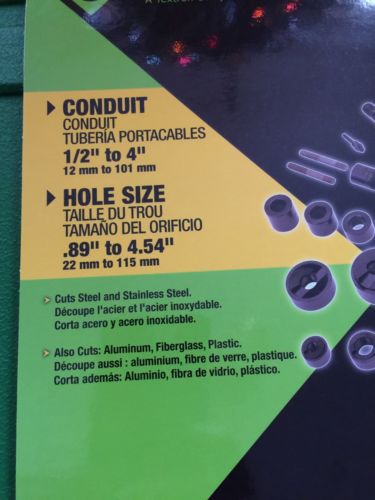 A Textron
CONDUIT
CONDUIT
TUBERÍA PORTACABLES
1/2" to 4"
12 mm to 101 mm
HOLE SIZE
TAILLE DU TROU
TAMAÑO DEL ORIFICIO
.89" to 4.54"
22 mm to 115 mm
Cuts Steel and Stainless Steel.
Découpe l'acier et l'acier inoxydable.
Corta acero y acero inoxidable.
Also Cuts: Aluminum, Fiberglass, Plastic.
Découpe aussi : aluminium, fibre de verre, plastique.
Corta además: Aluminio, fibra de vidrio, plástico.